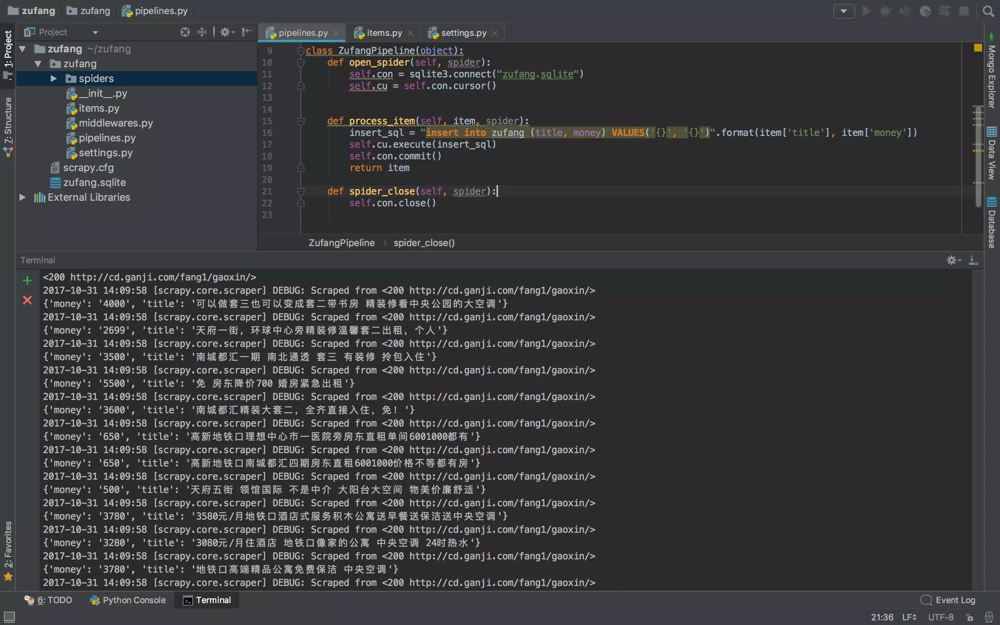 zufang zufang pipelines.py
Project
pipelines.py items.py settings.py
1: Project
7: Structure
2: Favorites
zufang ~/zufang
zufang
spiders
__init__.py
items.py
middlewares.py
pipelines.py
settings.py
scrapy.cfg
zufang.sqlite
External Libraries
9 class ZufangPipeline(object):
10 def open_spider(self, spider):
11 self.con = sqlite3.connect("zufang.sqlite")
12 self.cu = self.con.cursor()
13
14
15 def process_item(self, item, spider):
16 insert_sql = "insert into zufang (title, money) VALUES('{}', '{}')".format(item['title'], item['money'])
17 self.cu.execute(insert_sql)
18 self.con.commit()
19 return item
20
21 def spider_close(self, spider):
22 self.con.close()
23
ZufangPipeline spider_close()
Mongo Explorer
Data View
Database
Terminal
<200 http://cd.ganji.com/fang1/gaoxin/>
2017-10-31 14:09:58 [scrapy.core.scraper] DEBUG: Scraped from <200 http://cd.ganji.com/fang1/gaoxin/>
{'money': '4000', 'title': '可以做套三也可以变成套二带书房 精装修看中央公园的大空调'}
2017-10-31 14:09:58 [scrapy.core.scraper] DEBUG: Scraped from <200 http://cd.ganji.com/fang1/gaoxin/>
{'money': '2699', 'title': '天府一街，环球中心旁精装修温馨套二出租，个人'}
2017-10-31 14:09:58 [scrapy.core.scraper] DEBUG: Scraped from <200 http://cd.ganji.com/fang1/gaoxin/>
{'money': '3500', 'title': '南城都汇一期 南北通透 套三 有装修 拎包入住'}
2017-10-31 14:09:58 [scrapy.core.scraper] DEBUG: Scraped from <200 http://cd.ganji.com/fang1/gaoxin/>
{'money': '5500', 'title': '免 房东降价700 婚房紧急出租'}
2017-10-31 14:09:58 [scrapy.core.scraper] DEBUG: Scraped from <200 http://cd.ganji.com/fang1/gaoxin/>
{'money': '3600', 'title': '南城都汇精装大套二，全齐直接入住，免！'}
2017-10-31 14:09:58 [scrapy.core.scraper] DEBUG: Scraped from <200 http://cd.ganji.com/fang1/gaoxin/>
{'money': '650', 'title': '高新地铁口理想中心市一医院旁房东直租单间6001000都有'}
2017-10-31 14:09:58 [scrapy.core.scraper] DEBUG: Scraped from <200 http://cd.ganji.com/fang1/gaoxin/>
{'money': '650', 'title': '高新地铁口南城都汇四期房东直租6001000价格不等都有房'}
2017-10-31 14:09:58 [scrapy.core.scraper] DEBUG: Scraped from <200 http://cd.ganji.com/fang1/gaoxin/>
{'money': '500', 'title': '天府五街 领馆国际 不是中介 大阳台大空间 物美价廉舒适'}
2017-10-31 14:09:58 [scrapy.core.scraper] DEBUG: Scraped from <200 http://cd.ganji.com/fang1/gaoxin/>
{'money': '3780', 'title': '3580元/月地铁口酒店式服务积木公寓送早餐送保洁送中央空调'}
2017-10-31 14:09:58 [scrapy.core.scraper] DEBUG: Scraped from <200 http://cd.ganji.com/fang1/gaoxin/>
{'money': '3280', 'title': '3080元/月住酒店 地铁口像家的公寓 中央空调 24时热水'}
2017-10-31 14:09:58 [scrapy.core.scraper] DEBUG: Scraped from <200 http://cd.ganji.com/fang1/gaoxin/>
{'money': '3780', 'title': '地铁口高端精品公寓免费保洁 中央空调'}
2017-10-31 14:09:58 [scrapy.core.scraper] DEBUG: Scraped from <200 http://cd.ganji.com/fang1/gaoxin/>
6: TODO Python Console Terminal Event Log
21:36 LF UTF-8